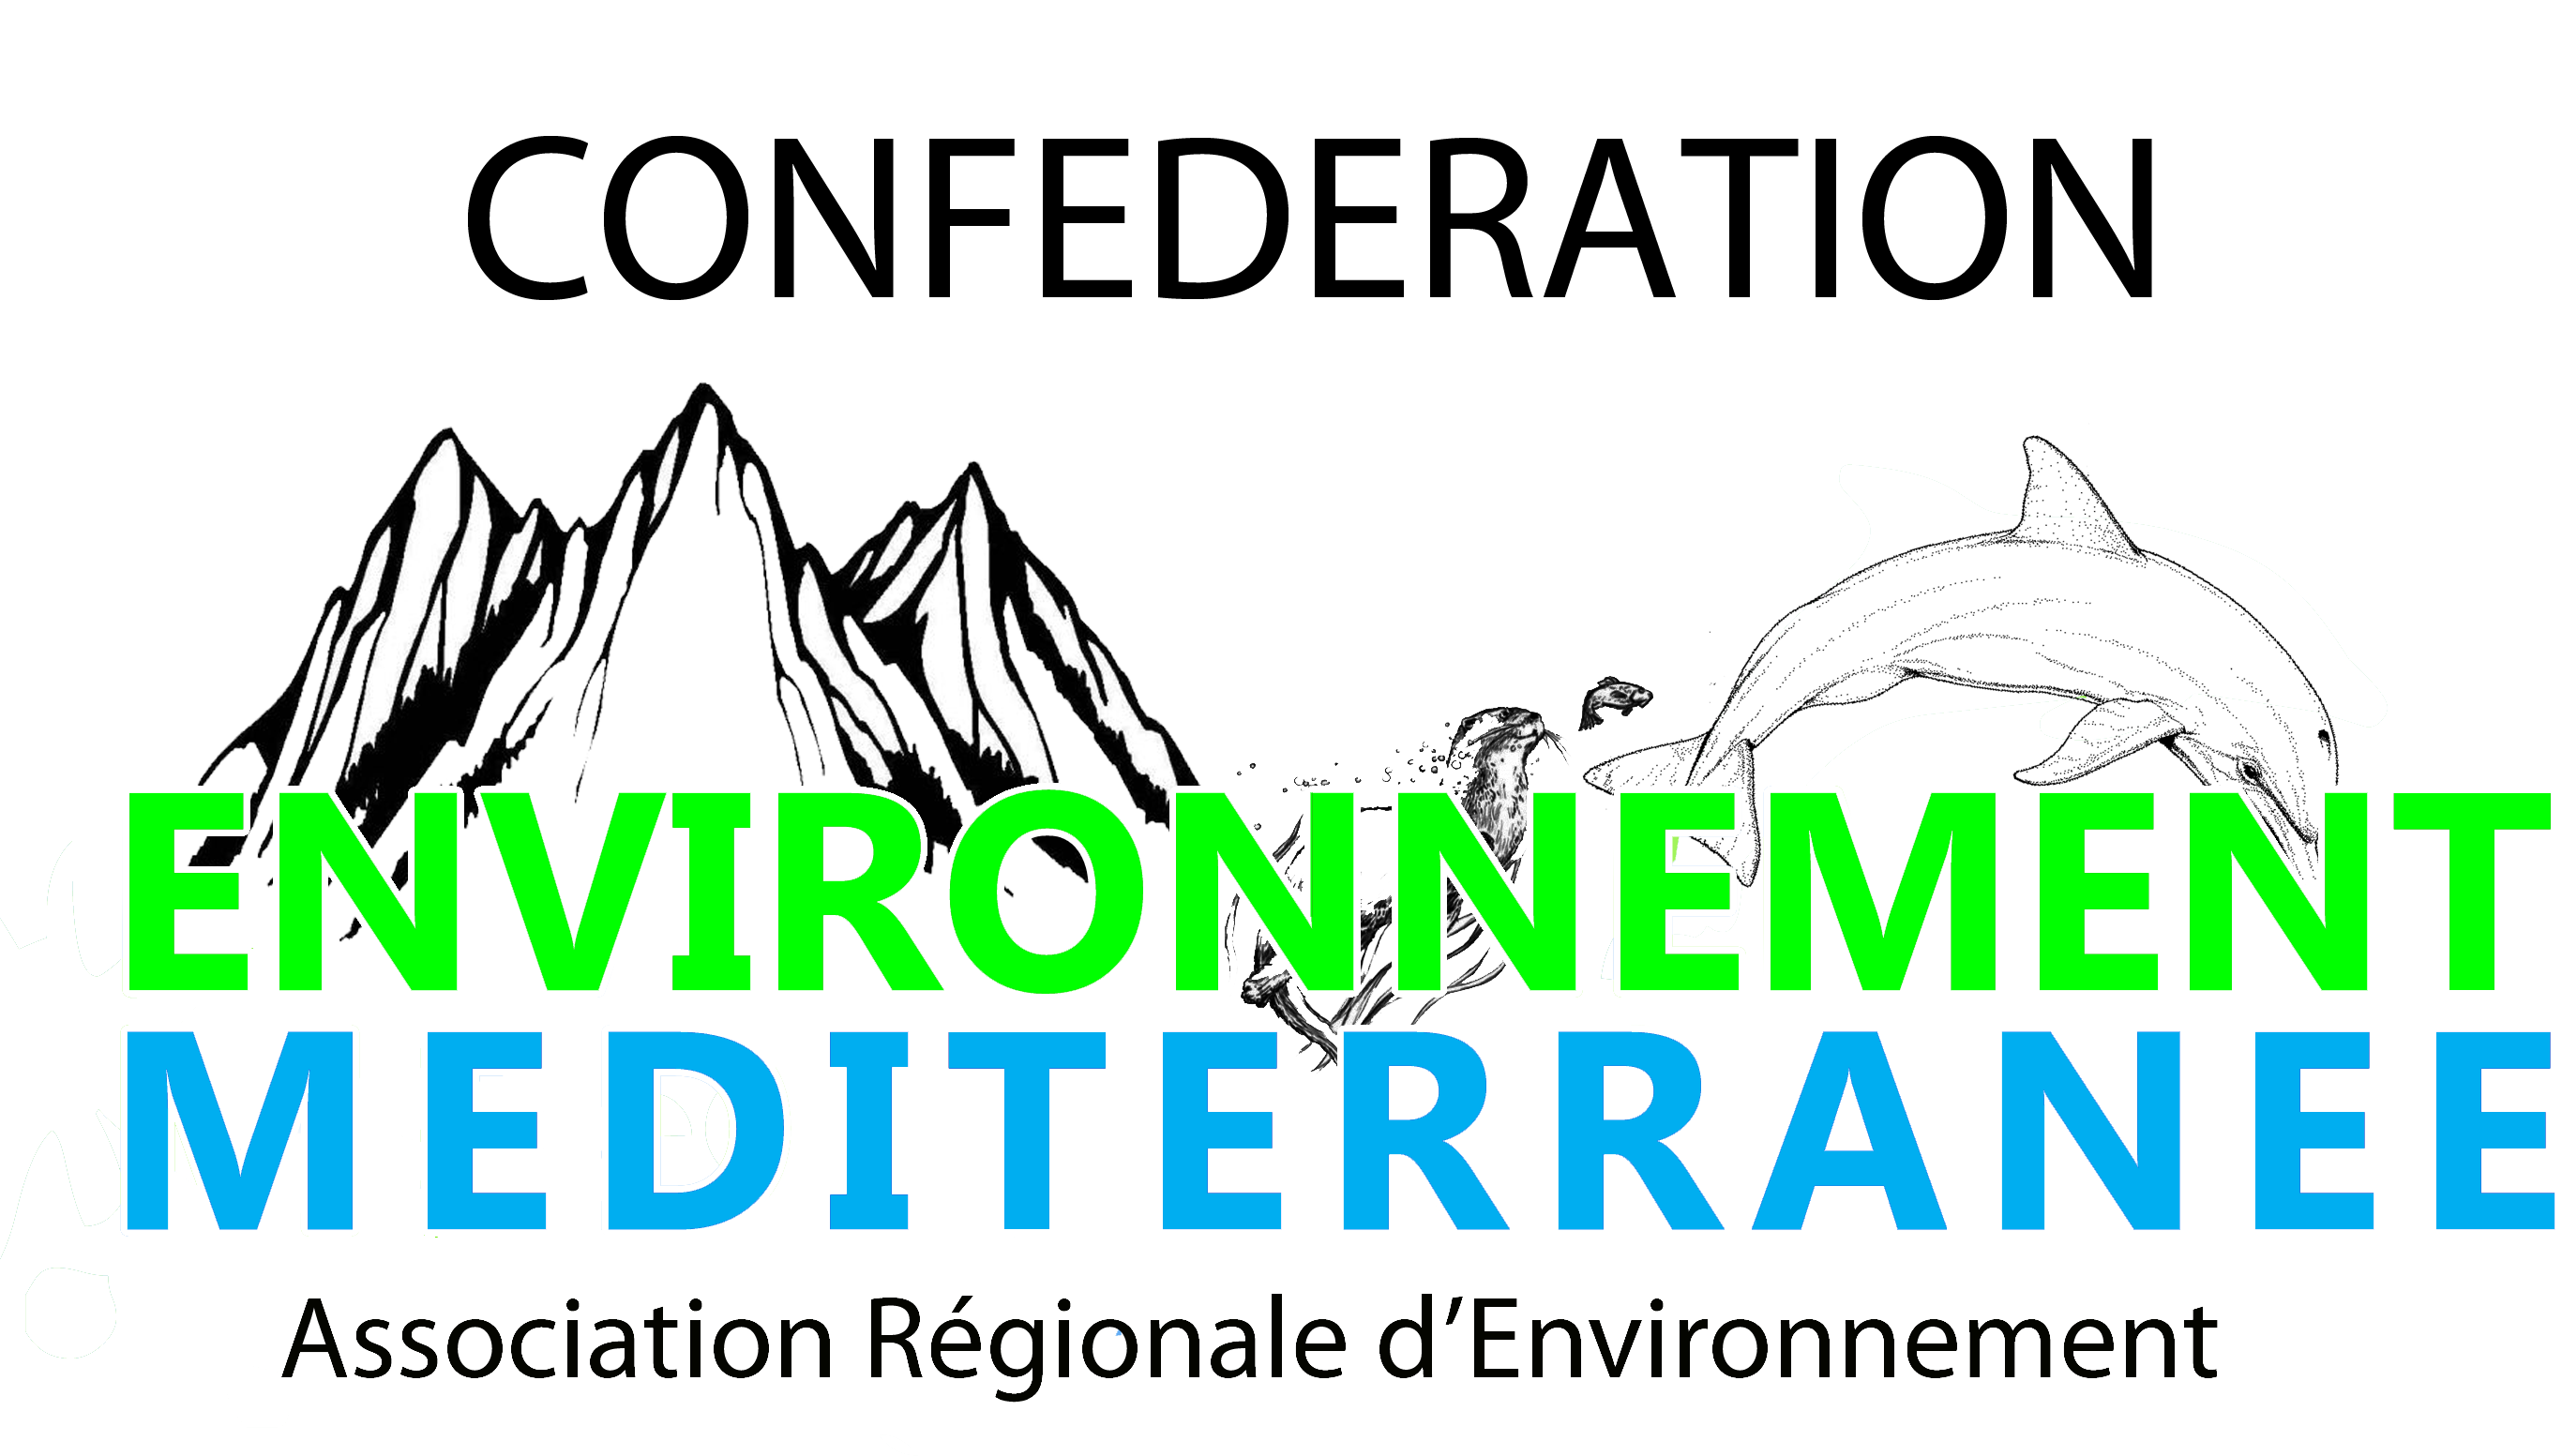 CONFEDERATION
ENVIRONNEMENT
MEDITERRANEE
Association Régionale d’Environnement